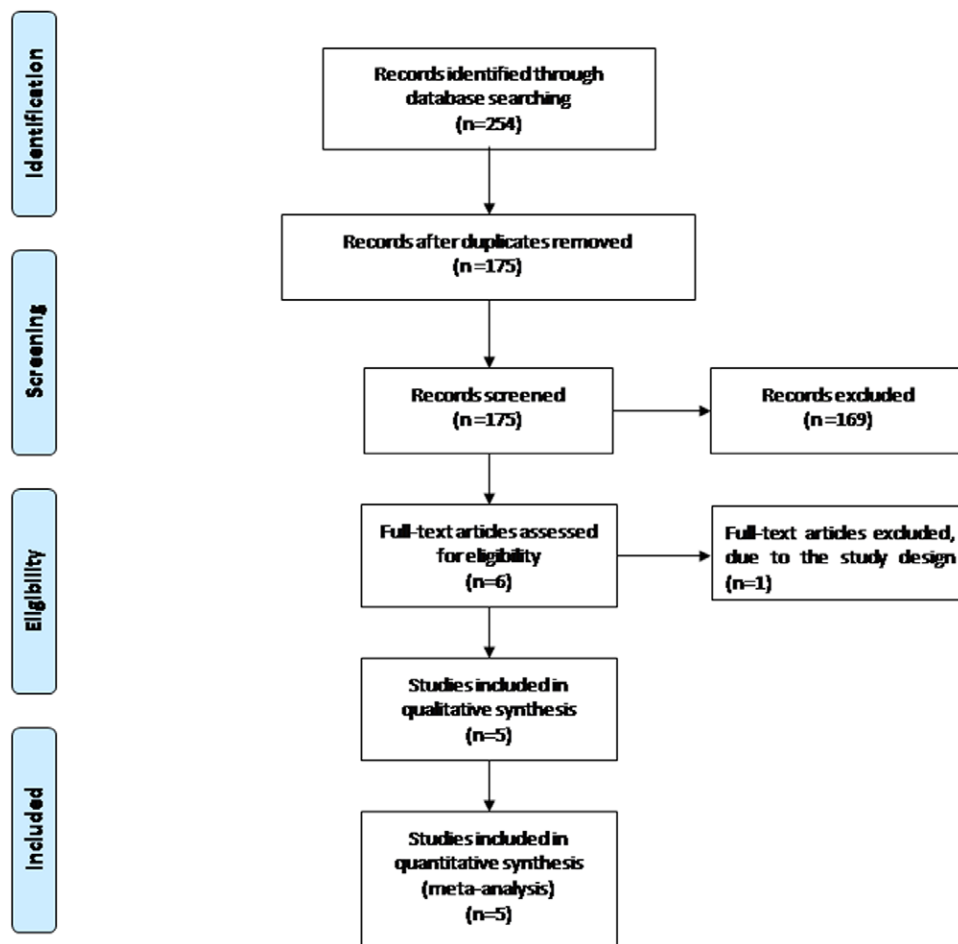 Identification
Records identified through
database searching
(n=254)
Records after duplicates removed
(n=175)
Screening
Records screened
(n=175)
Records excluded
(n=169)
Eligibility
Full-text articles assessed
for eligibility
(n=6)
Full-text articles excluded,
due to the study design
(n=1)
Studies included in
qualitative synthesis
(n=5)
Included
Studies included in
quantitative synthesis
(meta-analysis)
(n=5)